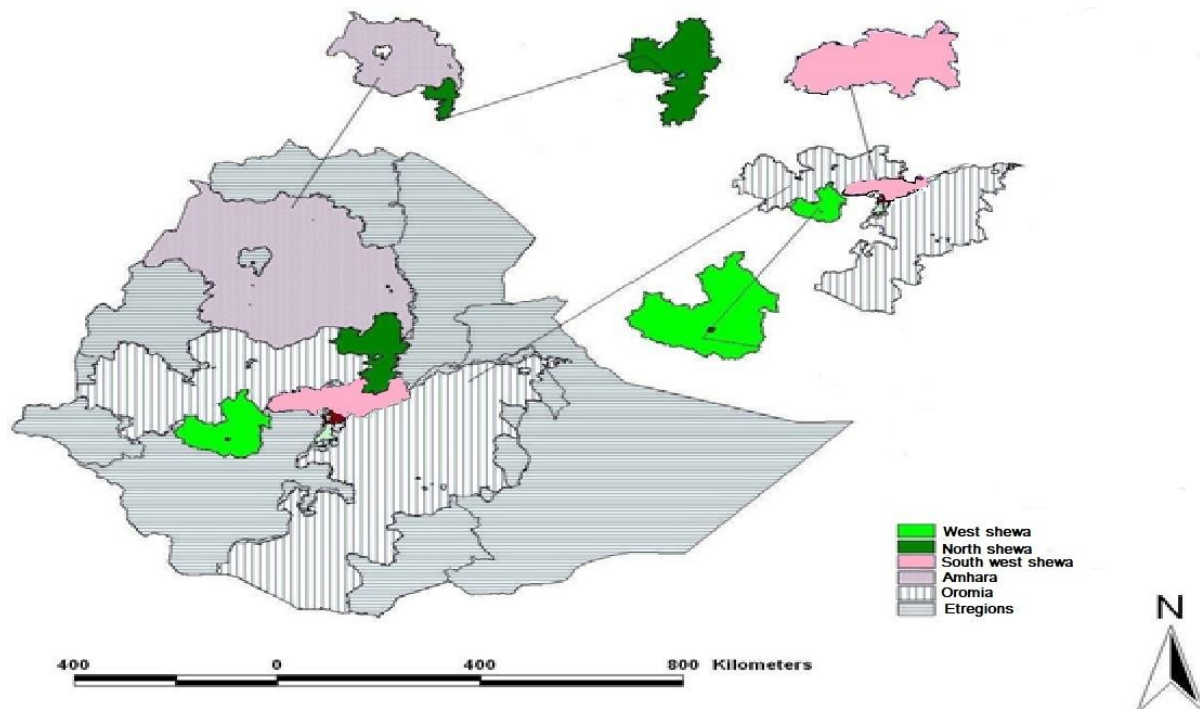 West shewa
North shewa
South west shewa
Amhara
Oromia
Etregions
N
400 0 400 800 Kilometers